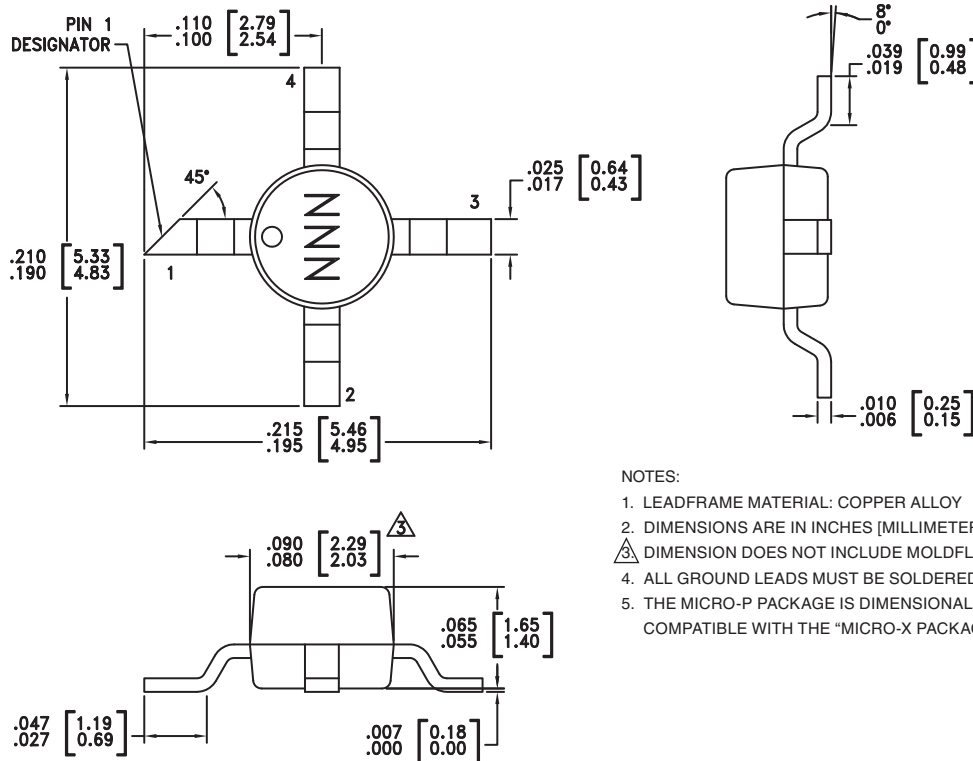 PIN 1
DESIGNATOR
.110 [2.79]
.100 [2.54]
4
45°
NNN
3
1
2
.025 [0.64]
.017 [0.43]
.210 [5.33]
.190 [4.83]
.215 [5.46]
.195 [4.95]
8°
0°
.039 [0.99
.019 [0.48
.010 [0.25]
.006 [0.15]
.090 [2.29]
.080 [2.03]
3
.065 [1.65]
.055 [1.40]
.047 [1.19]
.027 [0.69]
.007 [0.18]
.000 [0.00]
NOTES:
1. LEADFRAME MATERIAL: COPPER ALLOY
2. DIMENSIONS ARE IN INCHES [MILLIMETER
3. DIMENSION DOES NOT INCLUDE MOLDFL
4. ALL GROUND LEADS MUST BE SOLDERED
5. THE MICRO-P PACKAGE IS DIMENSIONAL
COMPATIBLE WITH THE “MICRO-X PACKAG